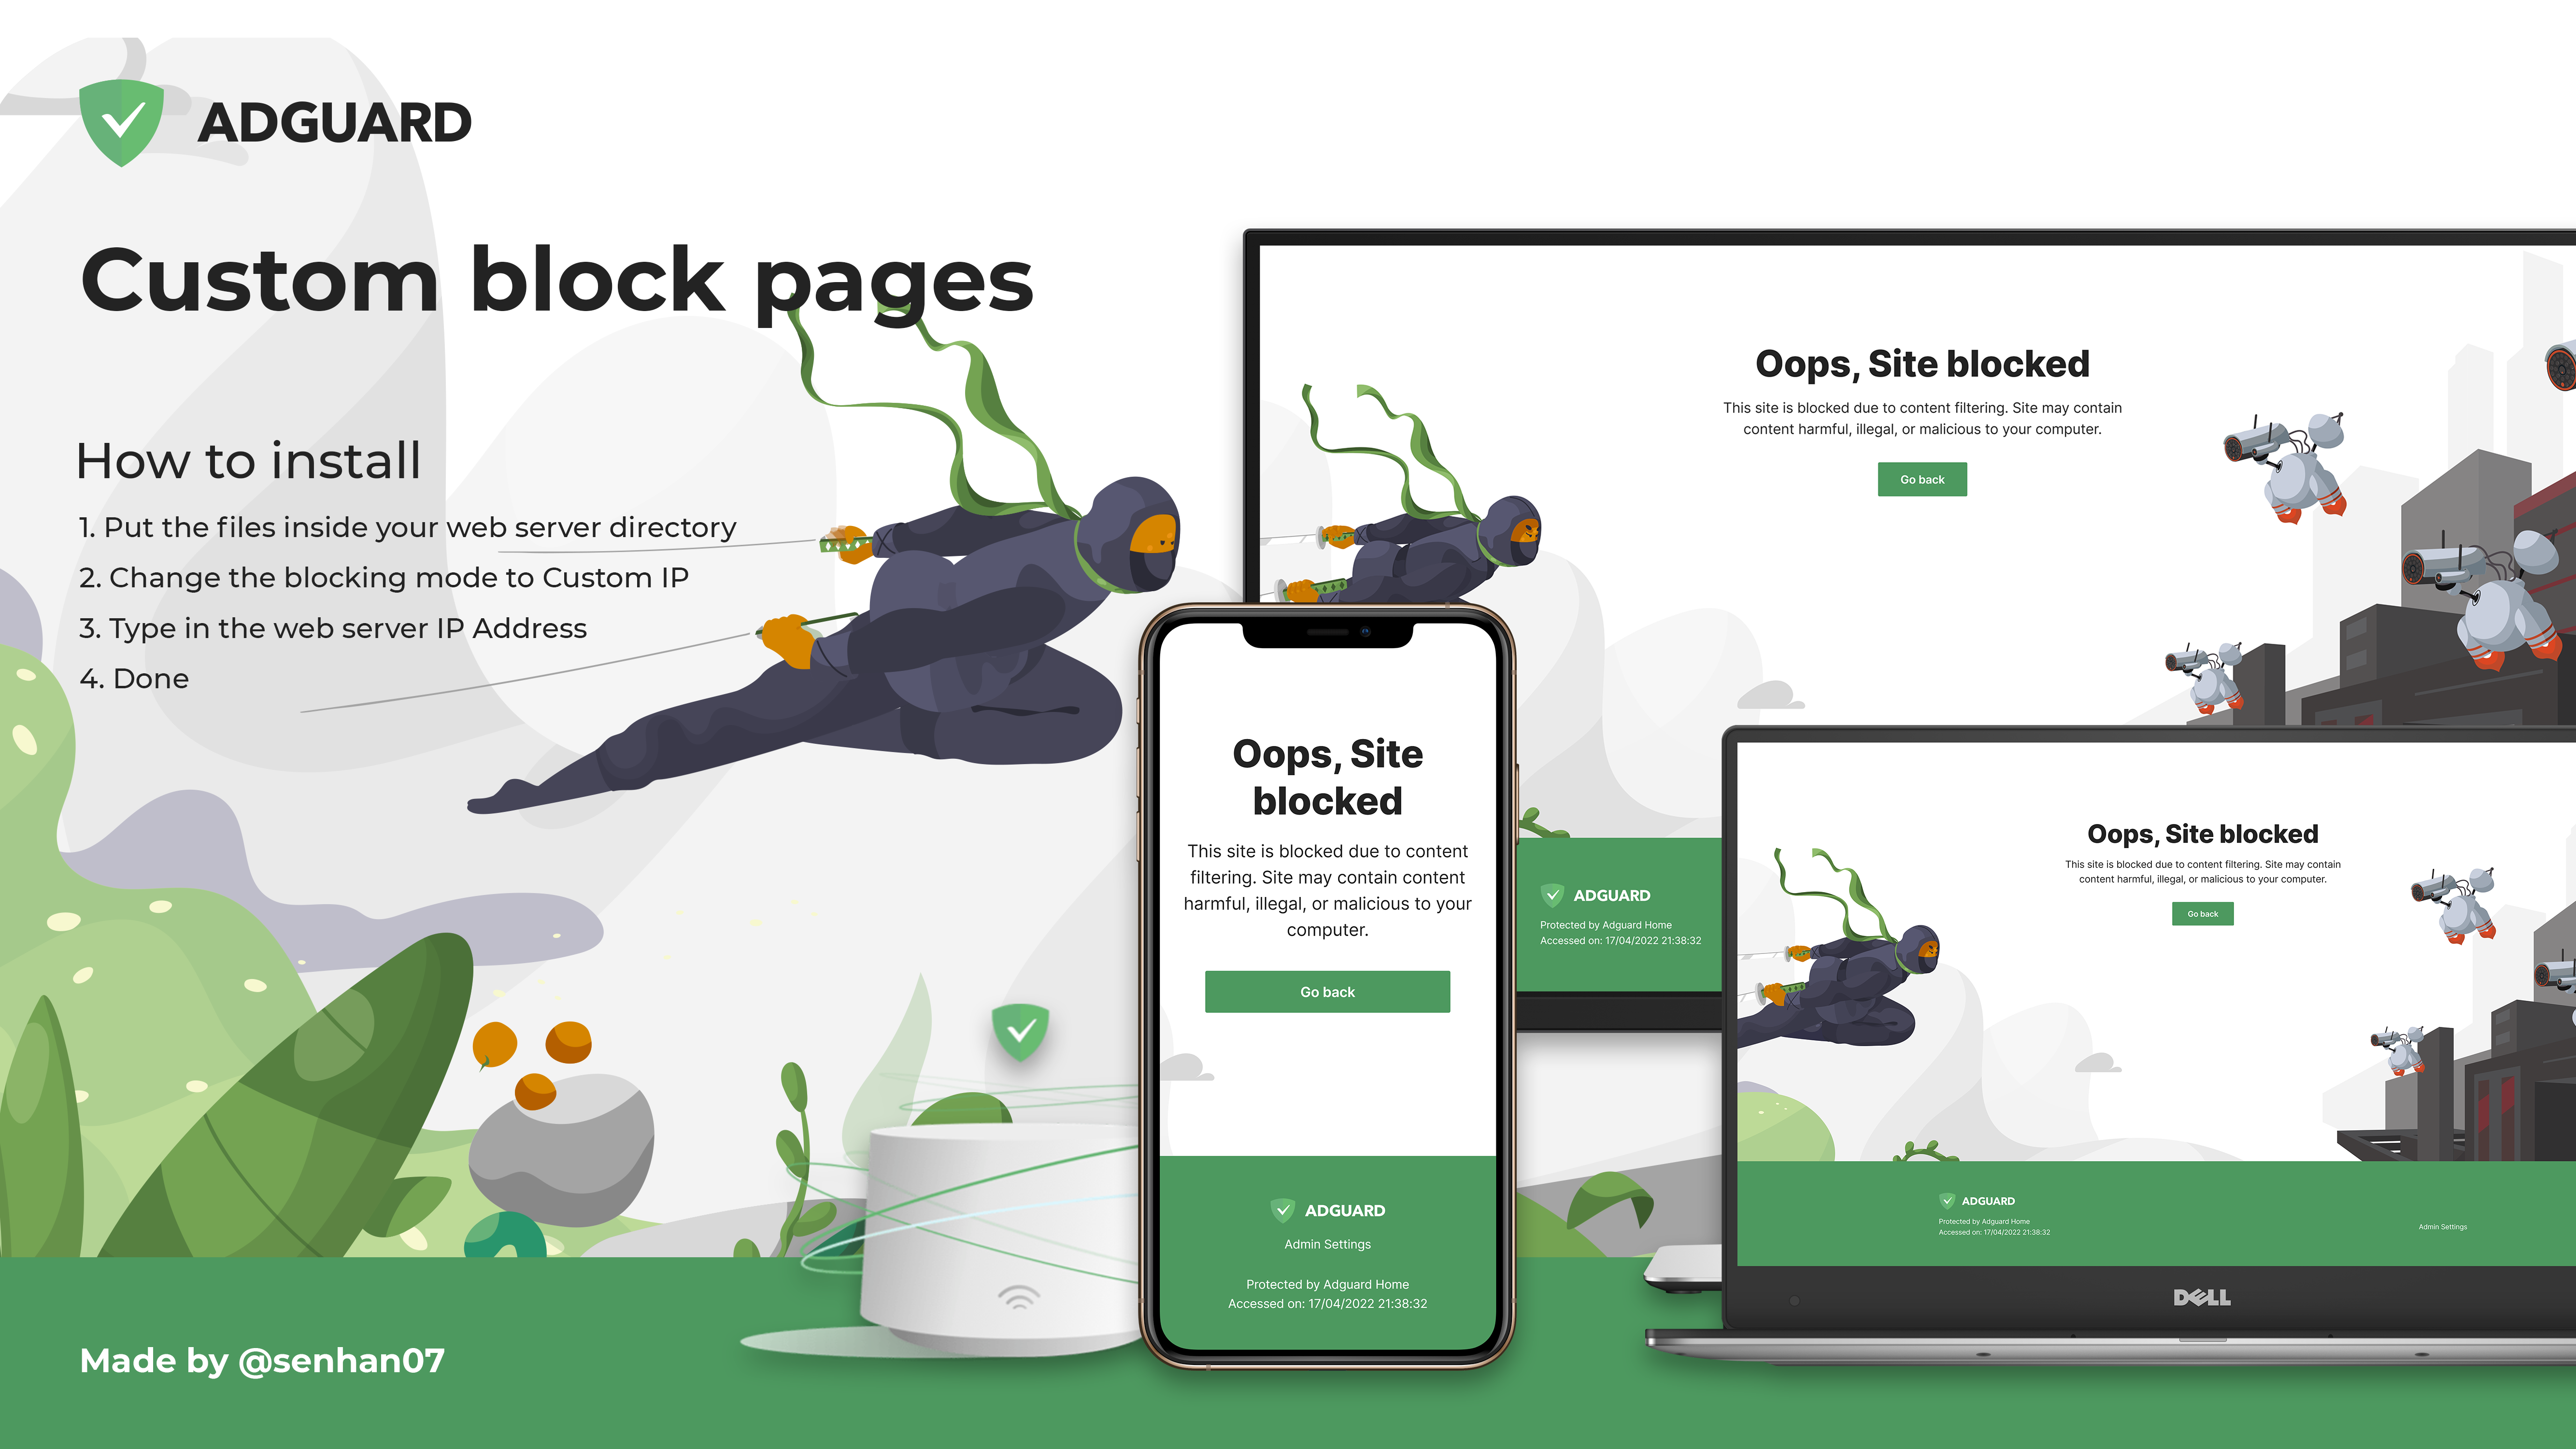 ADGUARD
Custom block pages
How to install
1. Put the files inside your web server directory
2. Change the blocking mode to Custom IP
3. Type in the web server IP Address
4. Done
Made by @senhan07
Oops, Site blocked
This site is blocked due to content filtering. Site may contain
content harmful, illegal, or malicious to your computer.
Go back
ADGUARD
Protected by Adguard Home
Accessed on: 17/04/2022 21:38:32
Oops, Site
blocked
This site is blocked due to content
filtering. Site may contain content
harmful, illegal, or malicious to your
computer.
Go back
ADGUARD
Admin Settings
Protected by Adguard Home
Accessed on: 17/04/2022 21:38:32
Oops, Site blocked
This site is blocked due to content filtering. Site may contain
content harmful, illegal, or malicious to your computer.
Go back
ADGUARD
Protected by Adguard Home
Accessed on: 17/04/2022 21:38:32
Admin Settings
DELL